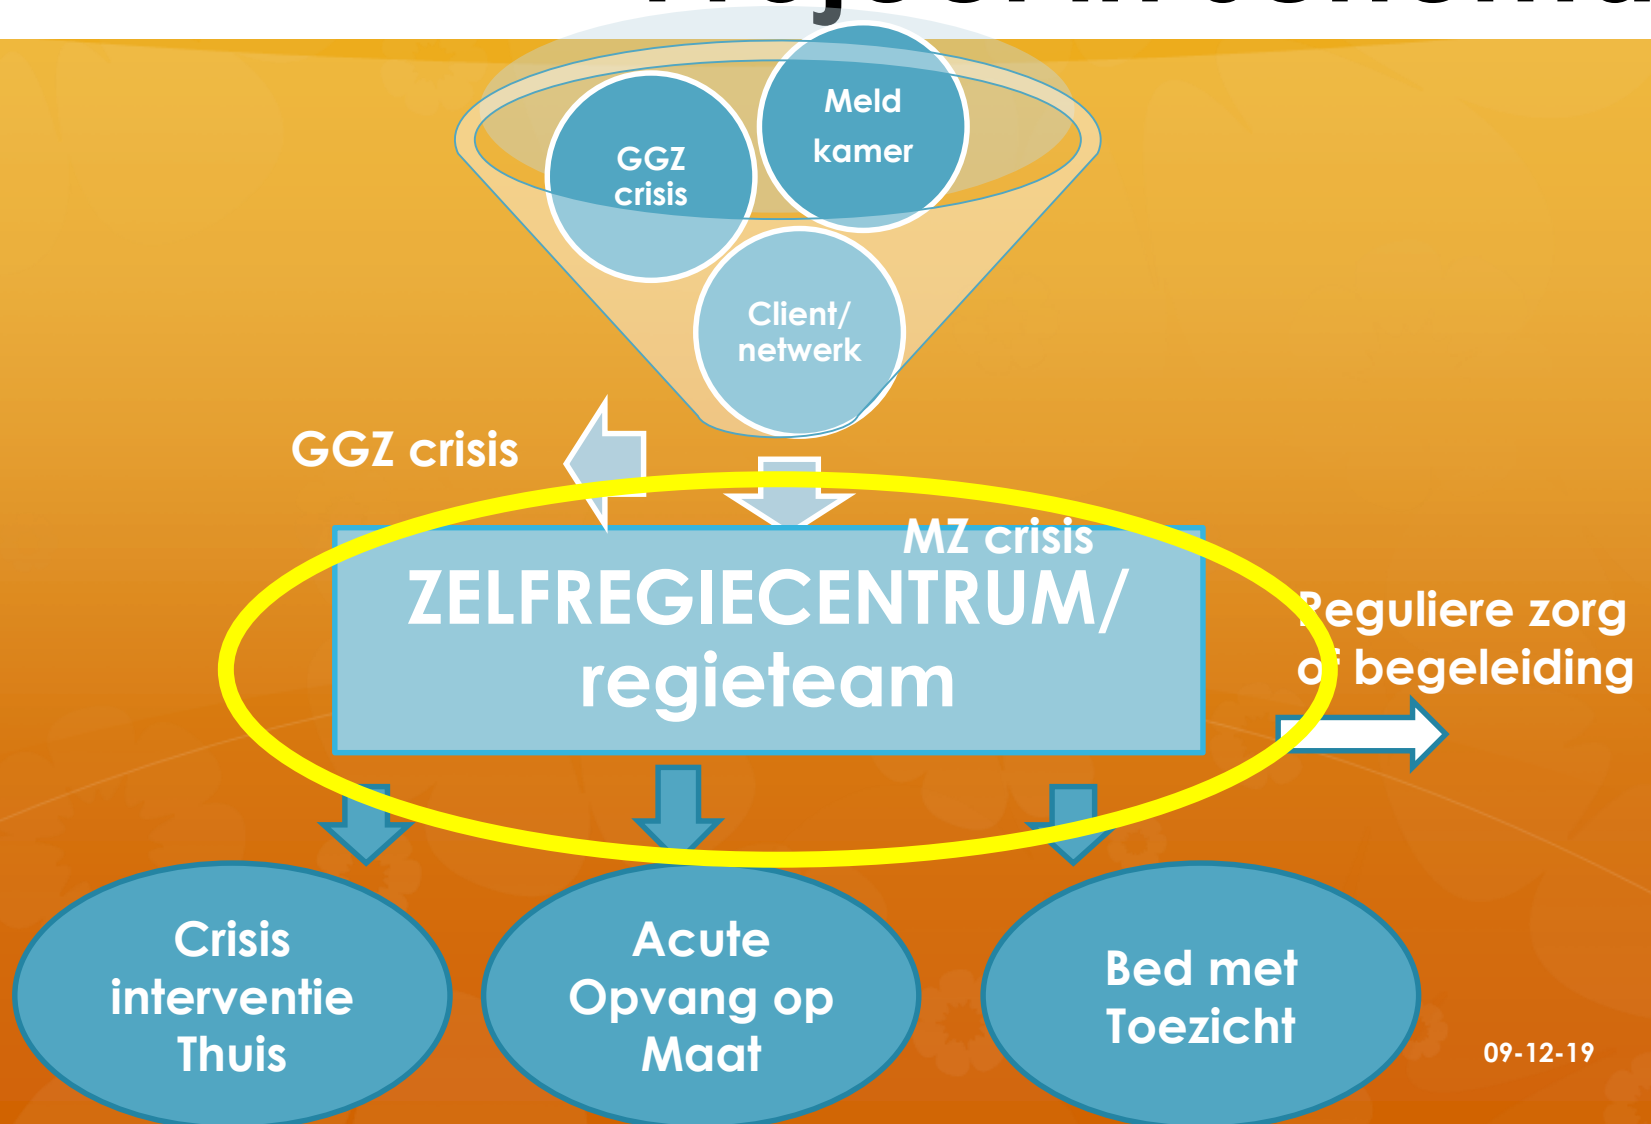 Meld
kamer
GGZ
crisis
Client/
netwerk
GGZ crisis
MZ crisis
ZELFREGIECENTRUM/
regieteam
Reguliere zorg
of begeleiding
Crisis
interventie
Thuis
Acute
Opvang op
Maat
Bed met
Toezicht
09-12-19